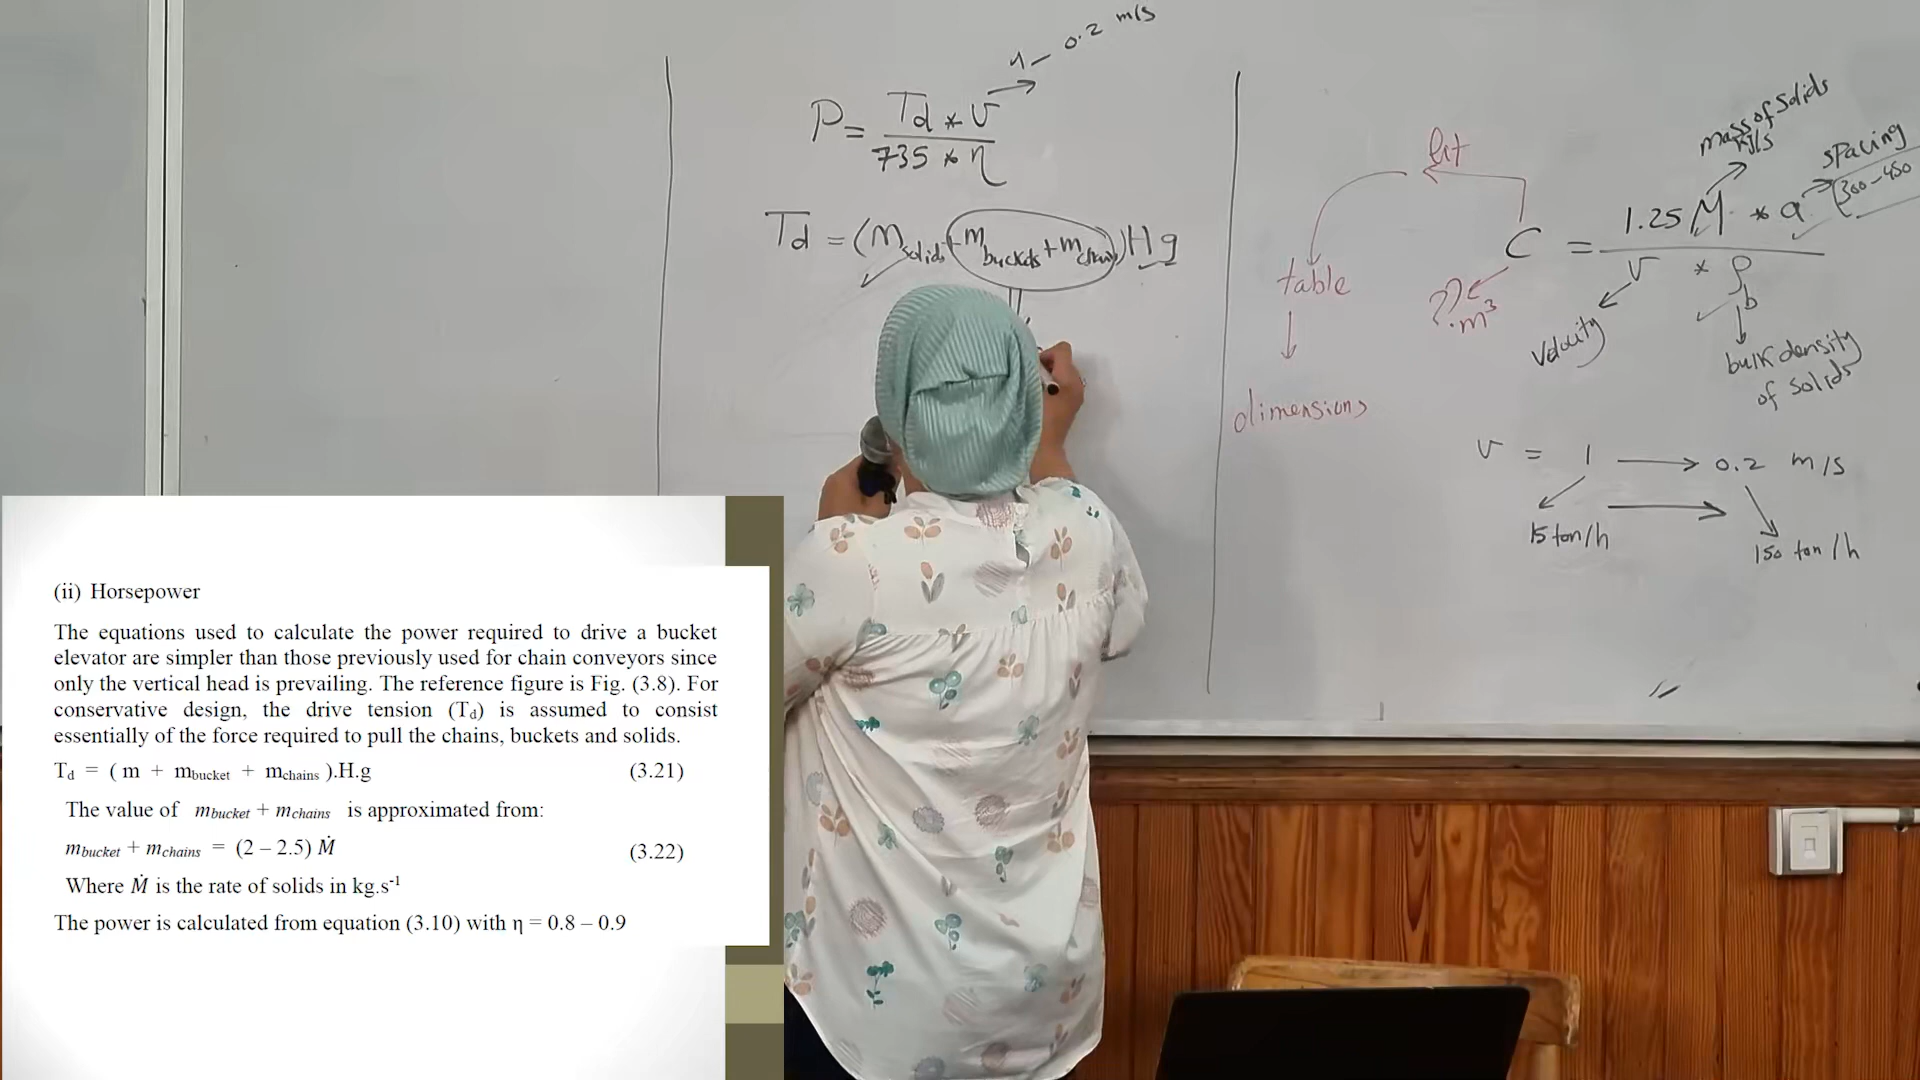 1 – 0.2 m/s
P = Td * v / 735 * η
Td = (m solids + m buckets + m chains) H g
lit
table
dimensions
C = 1.25 M * a / v * ρb
mass of solids
kg/s
spacing
(300-450
??.m³
velocity
bulk density
of solids
v = 1 → 0.2 m/s
15 ton/h → 150 ton/h
(ii) Horsepower
The equations used to calculate the power required to drive a bucket
elevator are simpler than those previously used for chain conveyors since
only the vertical head is prevailing. The reference figure is Fig. (3.8). For
conservative design, the drive tension (Td) is assumed to consist
essentially of the force required to pull the chains, buckets and solids.
Td = ( m + mbucket + mchains ).H.g (3.21)
The value of mbucket + mchains is approximated from:
mbucket + mchains = (2 – 2.5) Ṁ (3.22)
Where Ṁ is the rate of solids in kg.s⁻¹
The power is calculated from equation (3.10) with η = 0.8 – 0.9